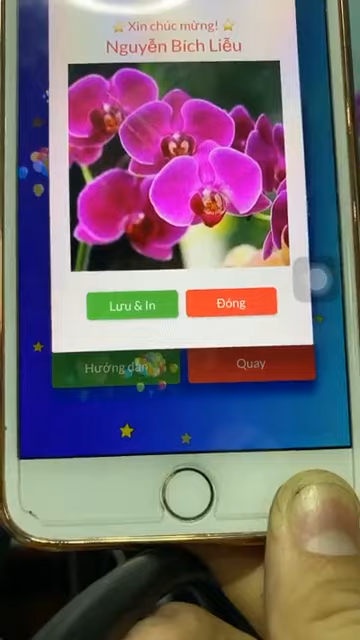 Xin chúc mừng!
Nguyễn Bích Liễu
Lưu & In
Đóng
Hướng dẫn
Quay